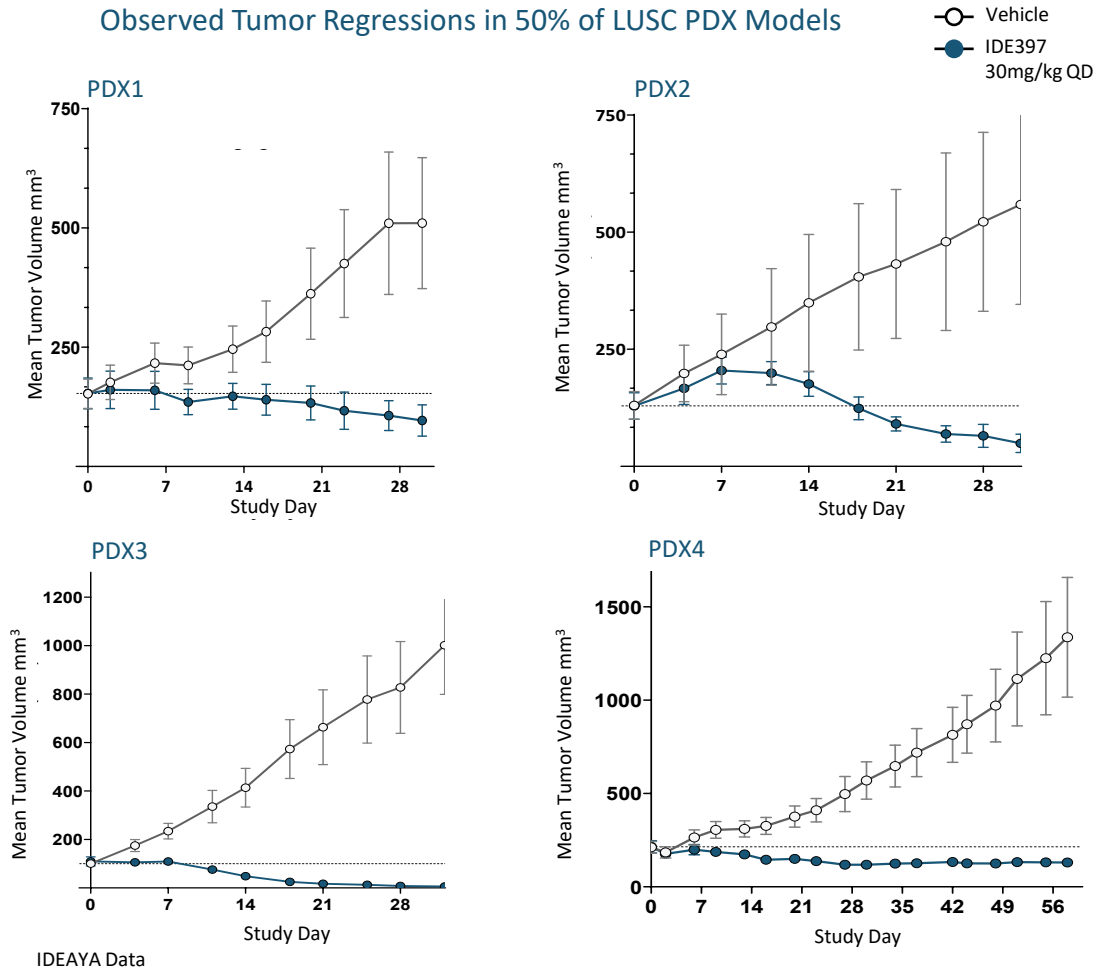 Observed Tumor Regressions in 50% of LUSC PDX Models
Vehicle
IDE397
30mg/kg QD
PDX1
Mean Tumor Volume mm³
750
500
250
0 7 14 21 28
Study Day
PDX2
Mean Tumor Volume mm³
750
500
250
0 7 14 21 28
Study Day
PDX3
Mean Tumor Volume mm³
1200
1000
800
600
400
200
0 7 14 21 28
Study Day
PDX4
Mean Tumor Volume mm³
1500
1000
500
0
0 7 14 21 28 35 42 49 56
Study Day
IDEAYA Data